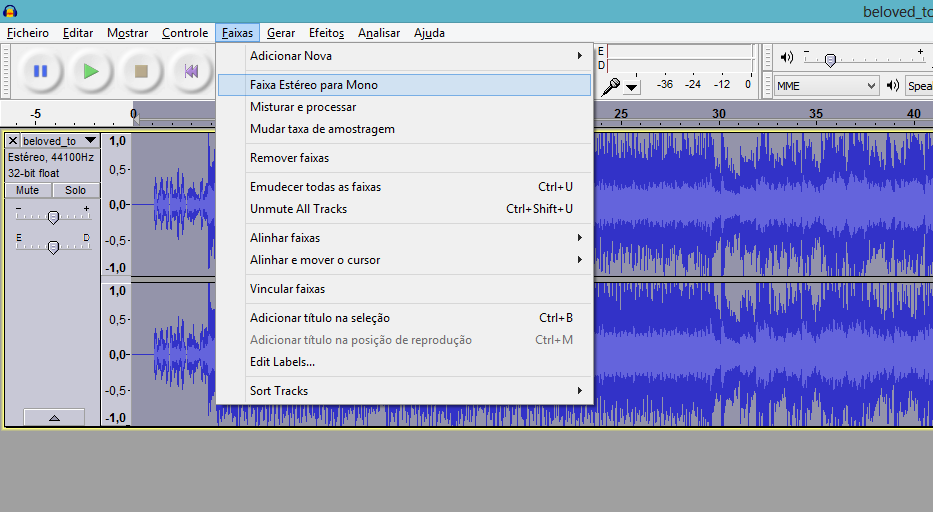 beloved_to
Ficheiro Editar Mostrar Controle Faixas Gerar Efeitos Analisar Ajuda
Adicionar Nova
Faixa Estéreo para Mono
Misturar e processar
Mudar taxa de amostragem
Remover faixas
Emudecer todas as faixas Ctrl+U
Unmute All Tracks Ctrl+Shift+U
Alinhar faixas
Alinhar e mover o cursor
Vincular faixas
Adicionar título na seleção Ctrl+B
Adicionar título na posição de reprodução Ctrl+M
Edit Labels...
Sort Tracks
E
D
-36 -24 -12 0
- +
MME Spea
-5 0 25 30 35 40
beloved_to
Estéreo, 44100Hz
32-bit float
Mute Solo
- +
E D
1,0
0,5
0,0
-0,5
-1,0
1,0
0,5
0,0
-0,5
-1,0